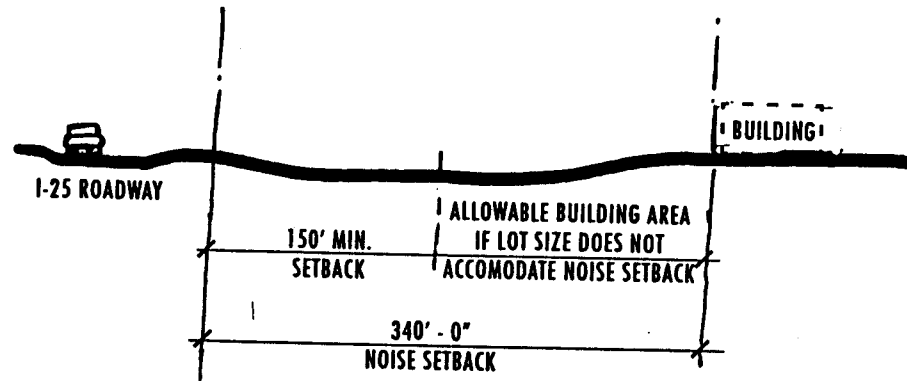 BUILDING
I-25 ROADWAY
150' MIN.
SETBACK
ALLOWABLE BUILDING AREA
IF LOT SIZE DOES NOT
ACCOMODATE NOISE SETBACK
340' - 0"
NOISE SETBACK